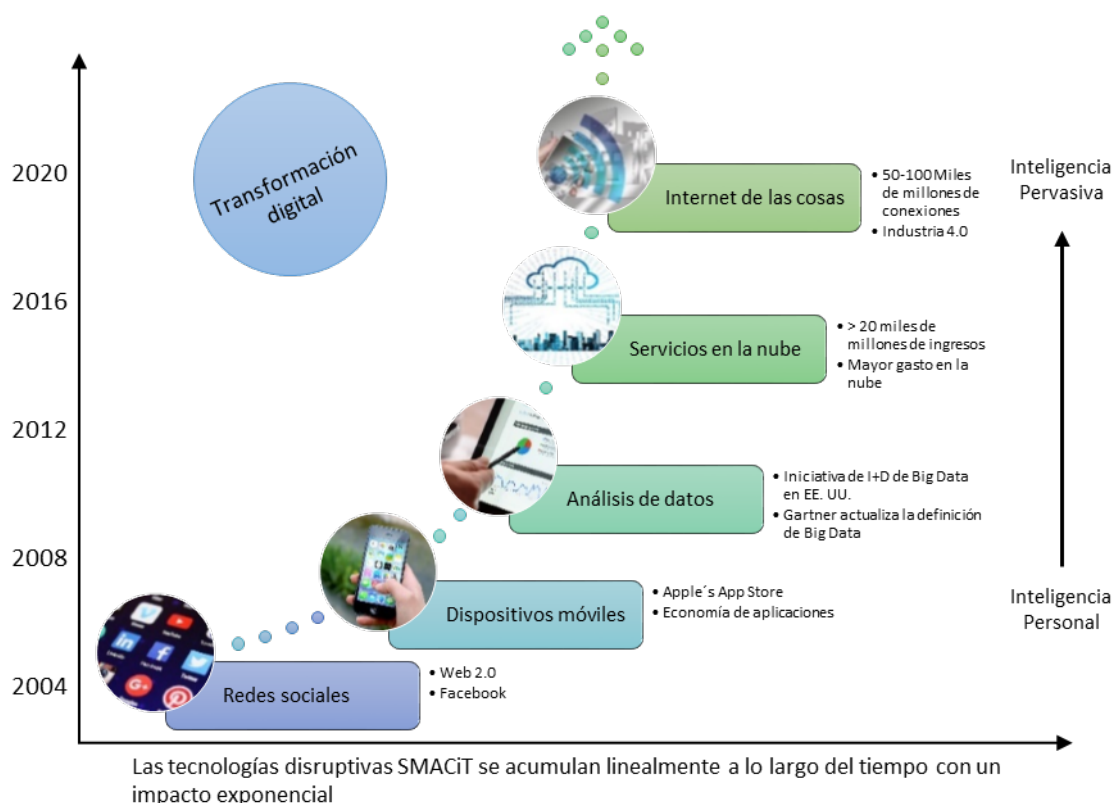 Transformación
digital
2020
Internet de las cosas
• 50-100 Miles
de millones de
conexiones
• Industria 4.0
Inteligencia
Pervasiva
2016
Servicios en la nube
• > 20 miles de
millones de ingresos
• Mayor gasto en la
nube
2012
Análisis de datos
• Iniciativa de I+D de Big Data
en EE. UU.
• Gartner actualiza la definición
de Big Data
2008
Dispositivos móviles
• Apple´s App Store
• Economía de aplicaciones
Inteligencia
Personal
2004
Redes sociales
• Web 2.0
• Facebook
Las tecnologías disruptivas SMACiT se acumulan linealmente a lo largo del tiempo con un
impacto exponencial